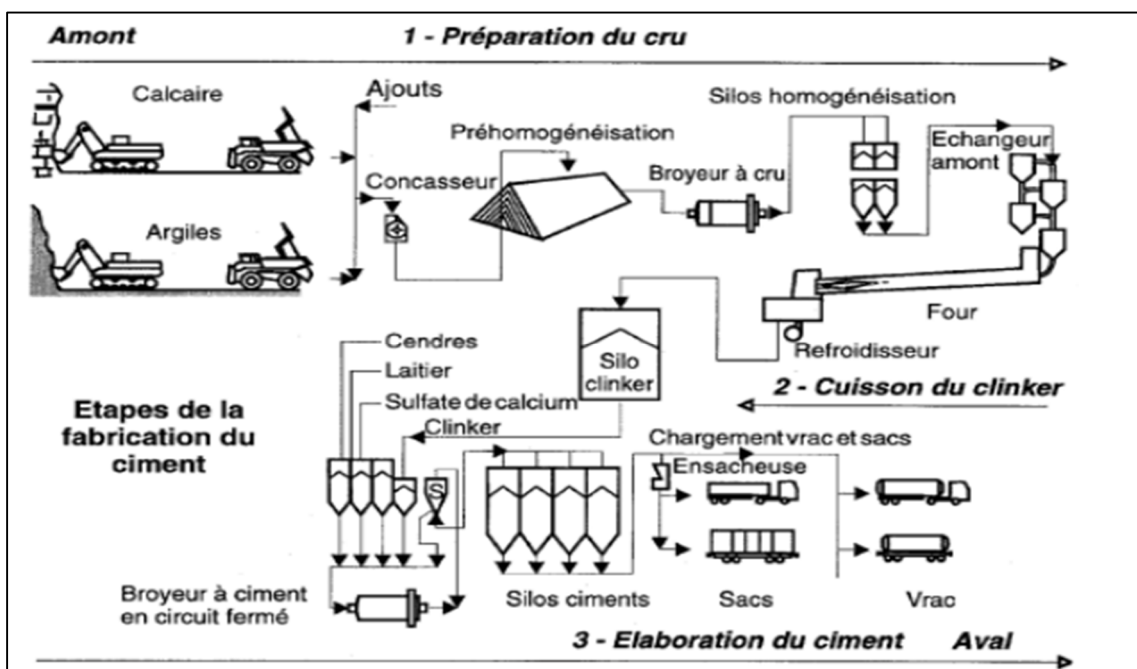 Amont
1 - Préparation du cru
Calcaire
Ajouts
Silos homogénéisation
Préhomogénéisation
Echangeur
amont
Broyeur à cru
Concasseur
Argiles
Four
Refroidisseur
Silo
clinker
2 - Cuisson du clinker
Cendres
Laitier
Sulfate de calcium
Clinker
Etapes de la
fabrication du
ciment
Chargement vrac et sacs
Ensacheuse
S
Broyeur à ciment
en circuit fermé
Silos ciments
Sacs
Vrac
3 - Elaboration du ciment
Aval